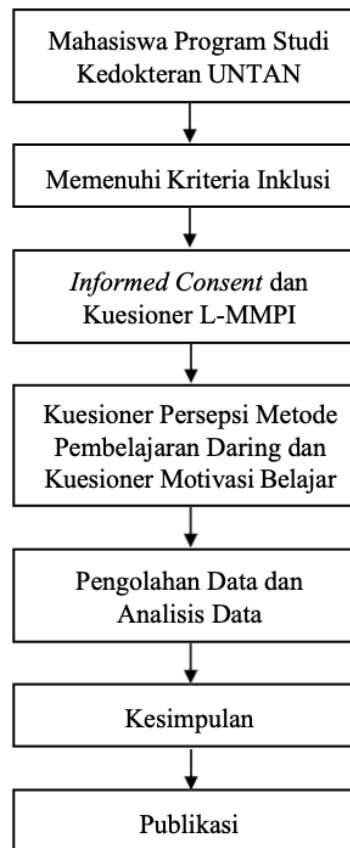 Mahasiswa Program Studi
Kedokteran UNTAN
Memenuhi Kriteria Inklusi
Informed Consent dan
Kuesioner L-MMPI
Kuesioner Persepsi Metode
Pembelajaran Daring dan
Kuesioner Motivasi Belajar
Pengolahan Data dan
Analisis Data
Kesimpulan
Publikasi